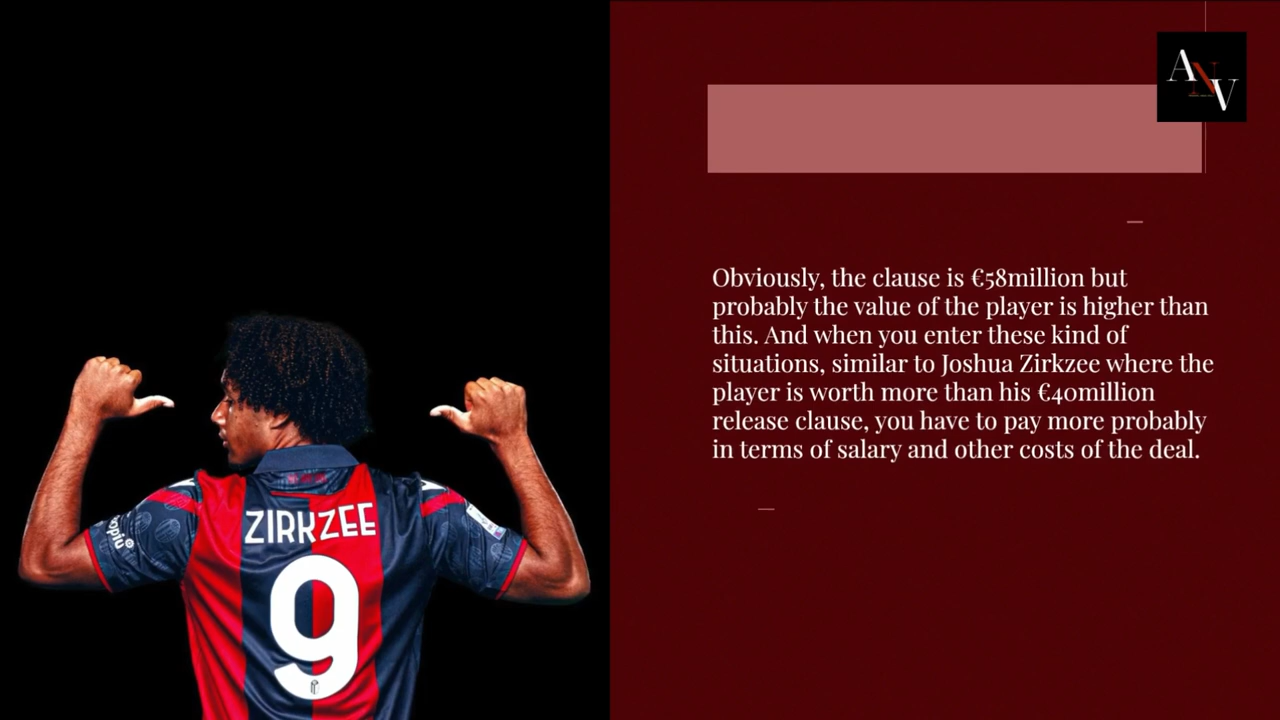 A
N
V
Obviously, the clause is €58million but
probably the value of the player is higher than
this. And when you enter these kind of
situations, similar to Joshua Zirkzee where the
player is worth more than his €40million
release clause, you have to pay more probably
in terms of salary and other costs of the deal.
ZIRKZEE
9